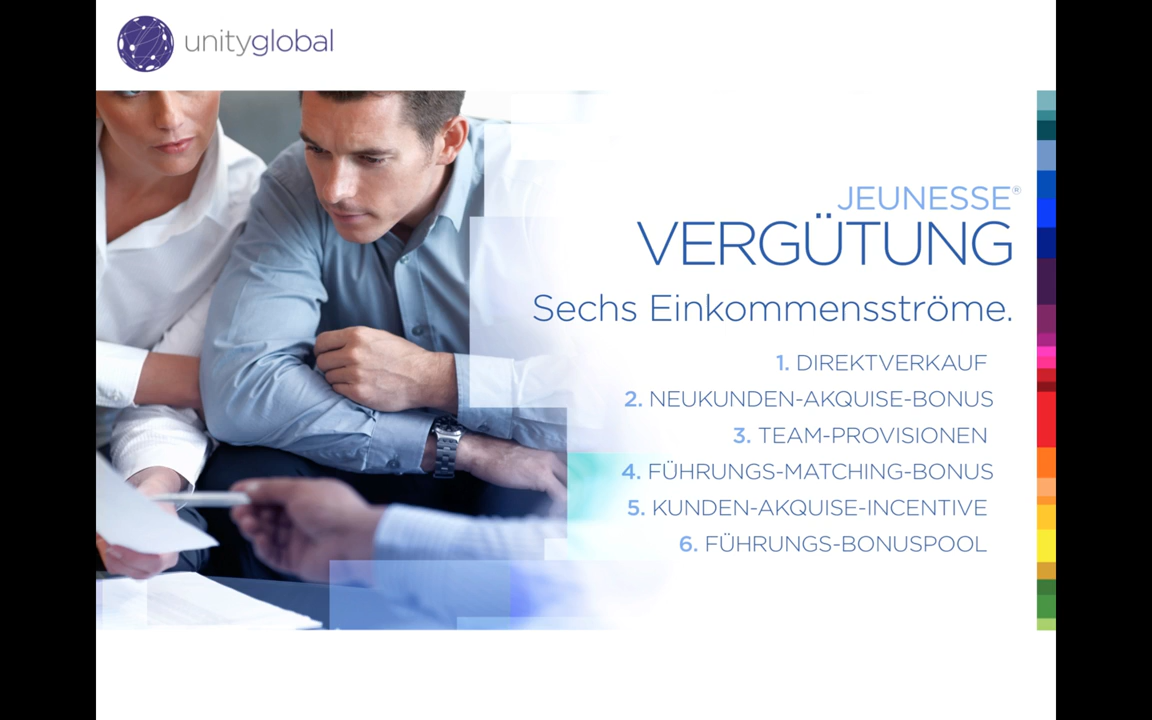 unityglobal
JEUNESSE®
VERGÜTUNG
Sechs Einkommensströme.
1. DIREKTVERKAUF
2. NEUKUNDEN-AKQUISE-BONUS
3. TEAM-PROVISIONEN
4. FÜHRUNGS-MATCHING-BONUS
5. KUNDEN-AKQUISE-INCENTIVE
6. FÜHRUNGS-BONUSPOOL